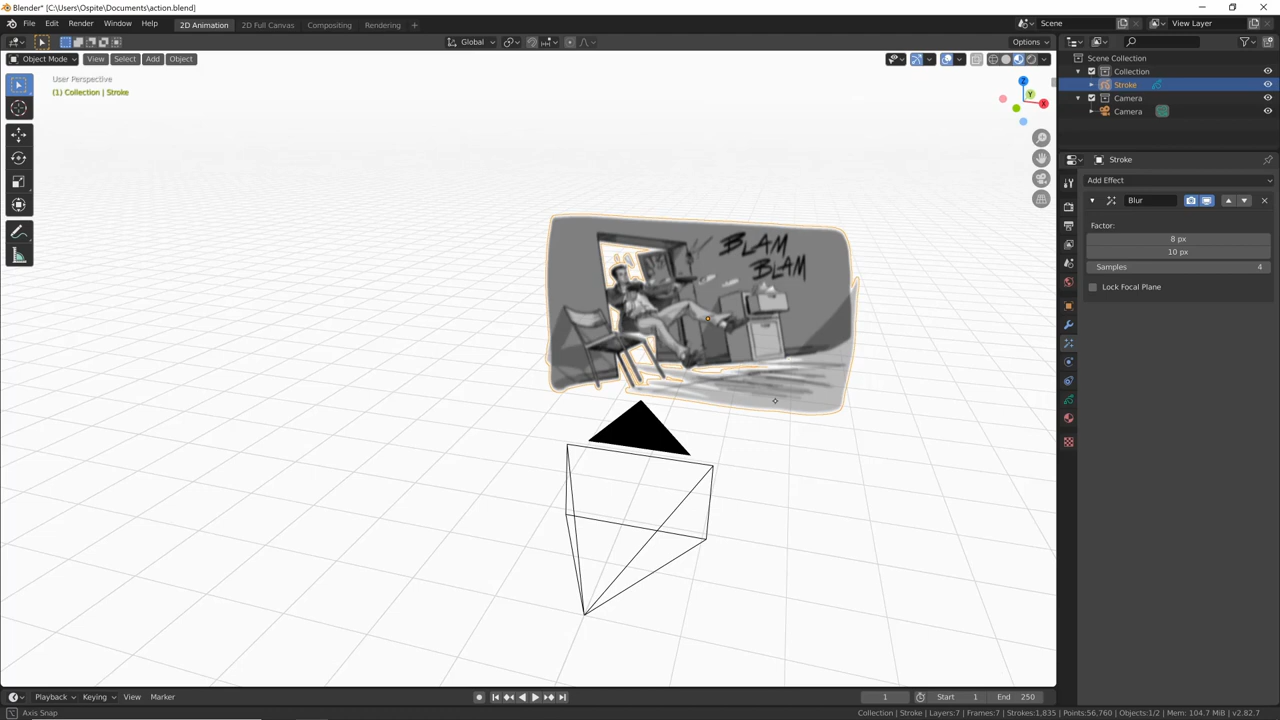 Blender* [C:\Users\Ospite\Documents\action.blend]
File Edit Render Window Help 2D Animation 2D Full Canvas Compositing Rendering Scene View Layer
Global Options
Object Mode View Select Add Object
User Perspective
(1) Collection | Stroke
Z
Y
X
BLAM
BLAM
Scene Collection
Collection
Stroke
Camera
Camera
Stroke
Add Effect
Blur
Factor:
8 px
10 px
Samples 4
Lock Focal Plane
Playback Keying View Marker 1 Start 1 End 250
Axis Snap Collection | Stroke | Layers:7 | Frames:7 | Strokes:1,835 | Points:56,760 | Objects:1/2 | Mem: 104.7 MiB | v2.82.7